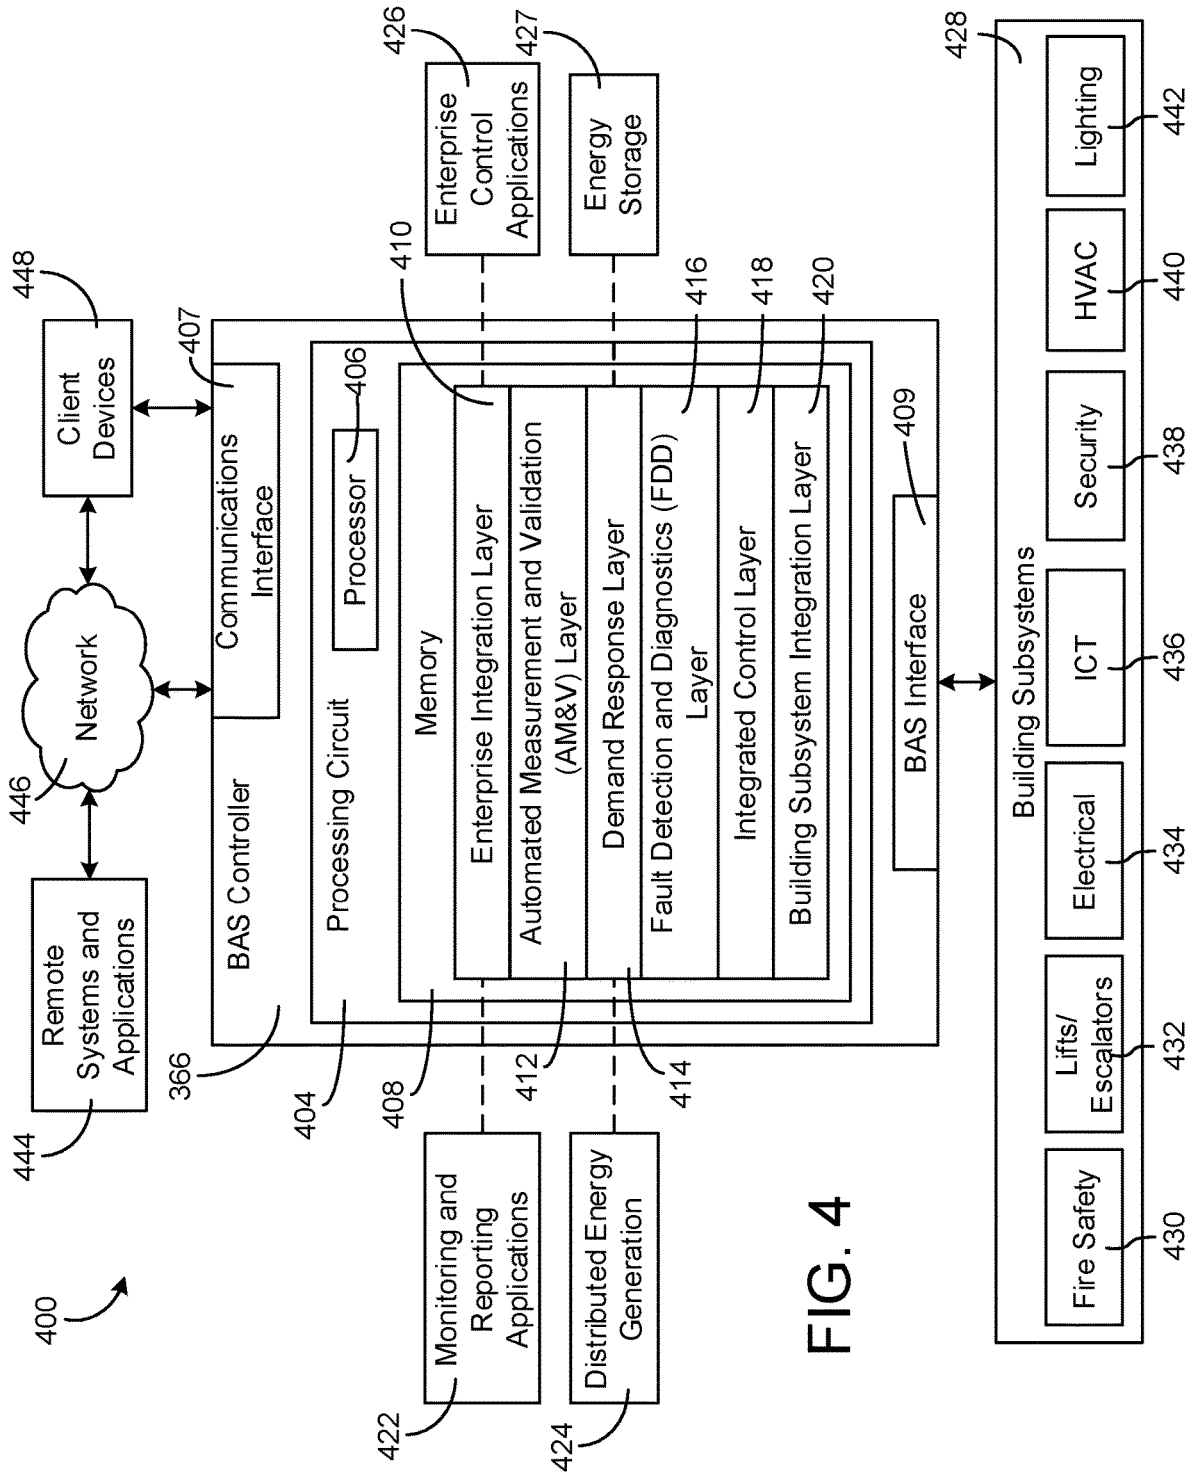 400
444
Remote
Systems and
Applications
446
Network
448
Client
Devices
366
BAS Controller
Communications
Interface
407
404
Processing Circuit
Processor
406
408
Memory
410
Enterprise Integration Layer
Automated Measurement and Validation
(AM&V) Layer
412
Demand Response Layer
414
Fault Detection and Diagnostics (FDD)
Layer
416
Integrated Control Layer
418
Building Subsystem Integration Layer
420
422
Monitoring and
Reporting
Applications
424
Distributed Energy
Generation
426
Enterprise
Control
Applications
427
Energy
Storage
BAS Interface
409
428
Building Subsystems
Fire Safety
430
Lifts/
Escalators
432
Electrical
434
ICT
436
Security
438
HVAC
440
Lighting
442
FIG. 4